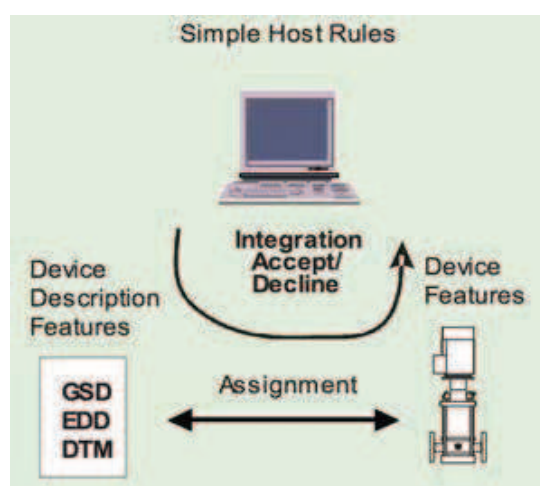 Simple Host Rules
Integration
Accept/
Decline
Device
Description
Features
Device
Features
GSD
EDD
DTM
Assignment